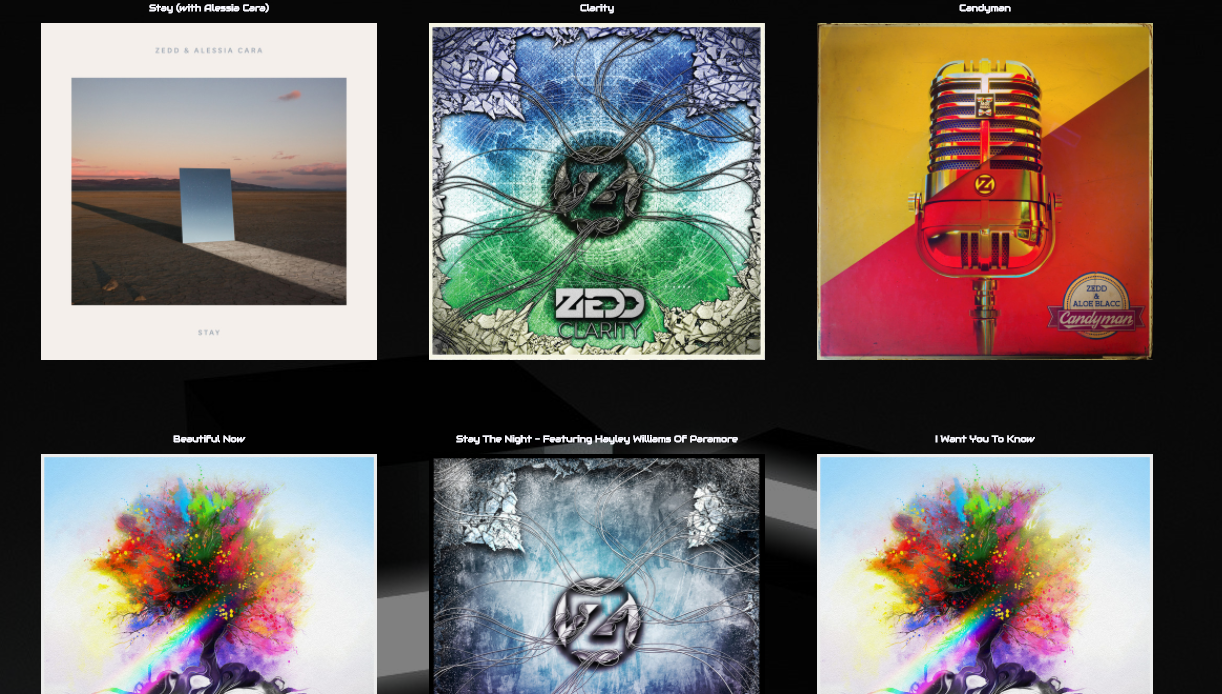 Stay (with Alessia Cara)
Clarity
Candyman
ZEDD & ALESSIA CARA
STAY
ZEDD
CLARITY
ZEDD
&
ALOE BLACC
Candyman
Beautiful Now
Stay The Night - Featuring Hayley Williams Of Paramore
I Want You To Know